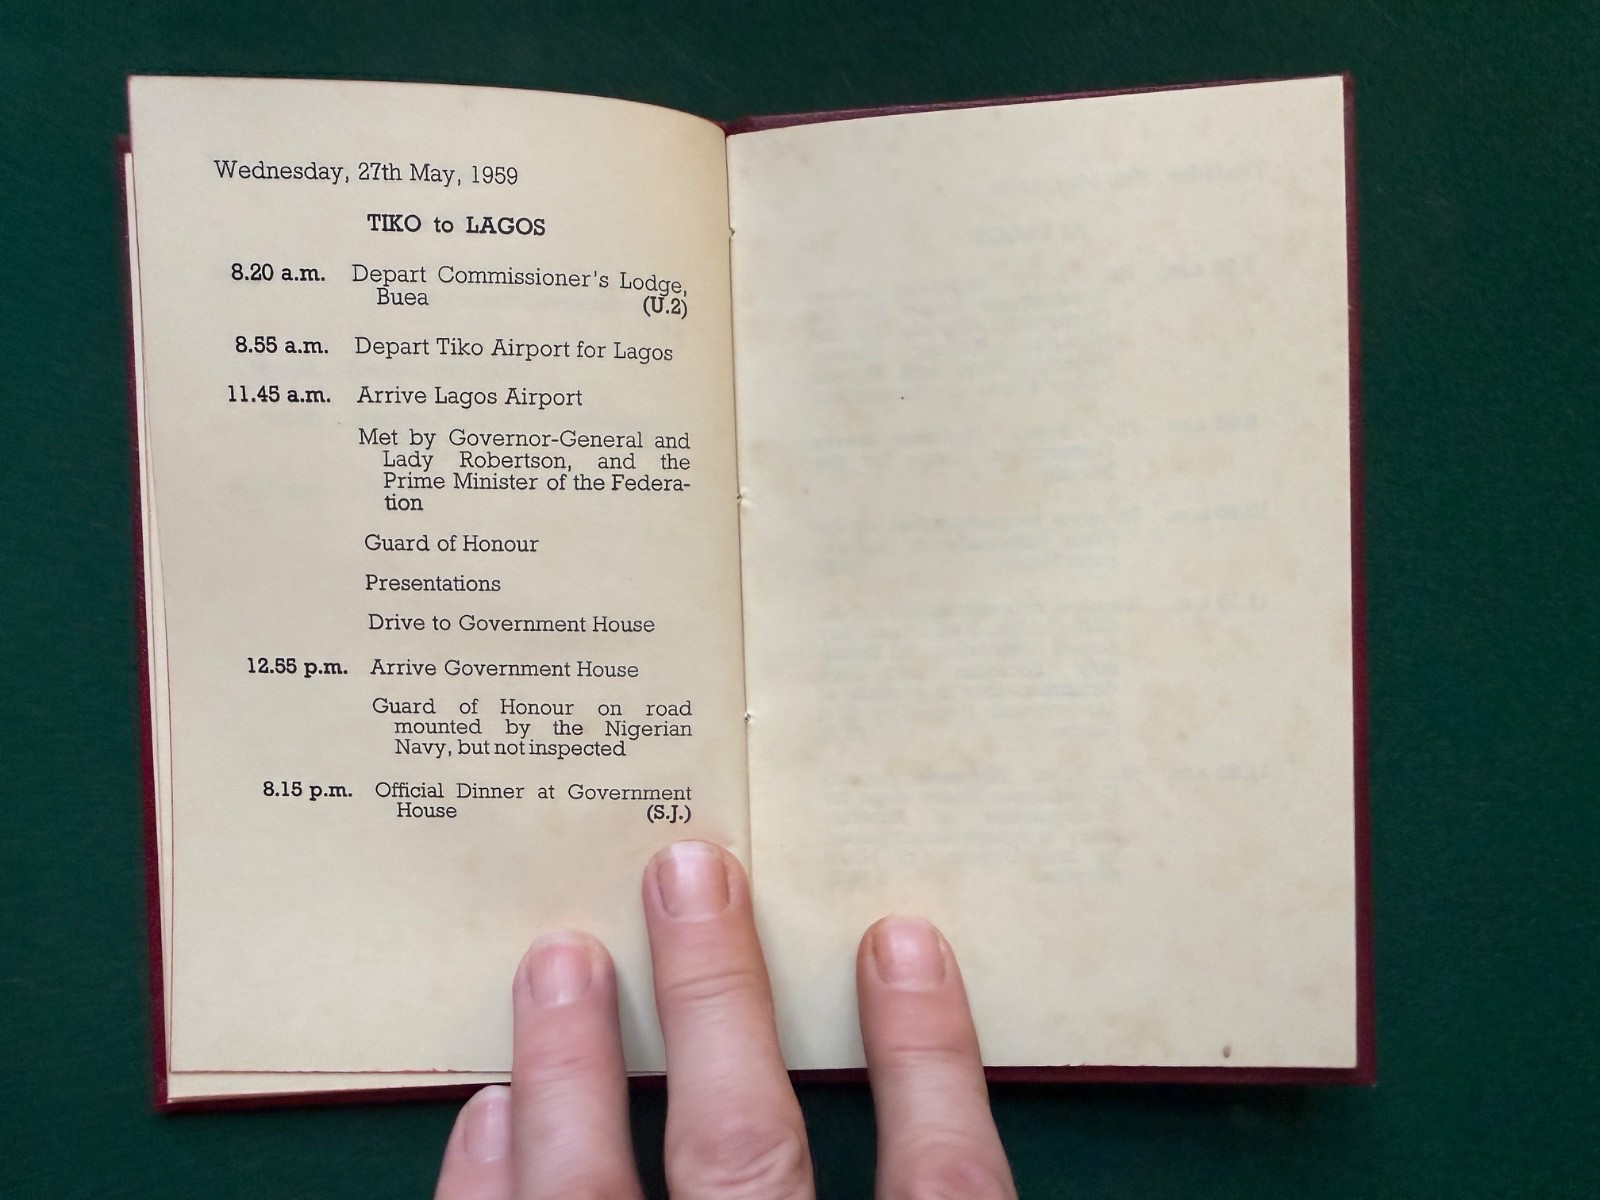 Wednesday, 27th May, 1959
TIKO to LAGOS
8.20 a.m. Depart Commissioner's Lodge,
Buea (U.2)
8.55 a.m. Depart Tiko Airport for Lagos
11.45 a.m. Arrive Lagos Airport
Met by Governor-General and
Lady Robertson, and the
Prime Minister of the Federa-
tion
Guard of Honour
Presentations
Drive to Government House
12.55 p.m. Arrive Government House
Guard of Honour on road
mounted by the Nigerian
Navy, but not inspected
8.15 p.m. Official Dinner at Government
House (S.J.)